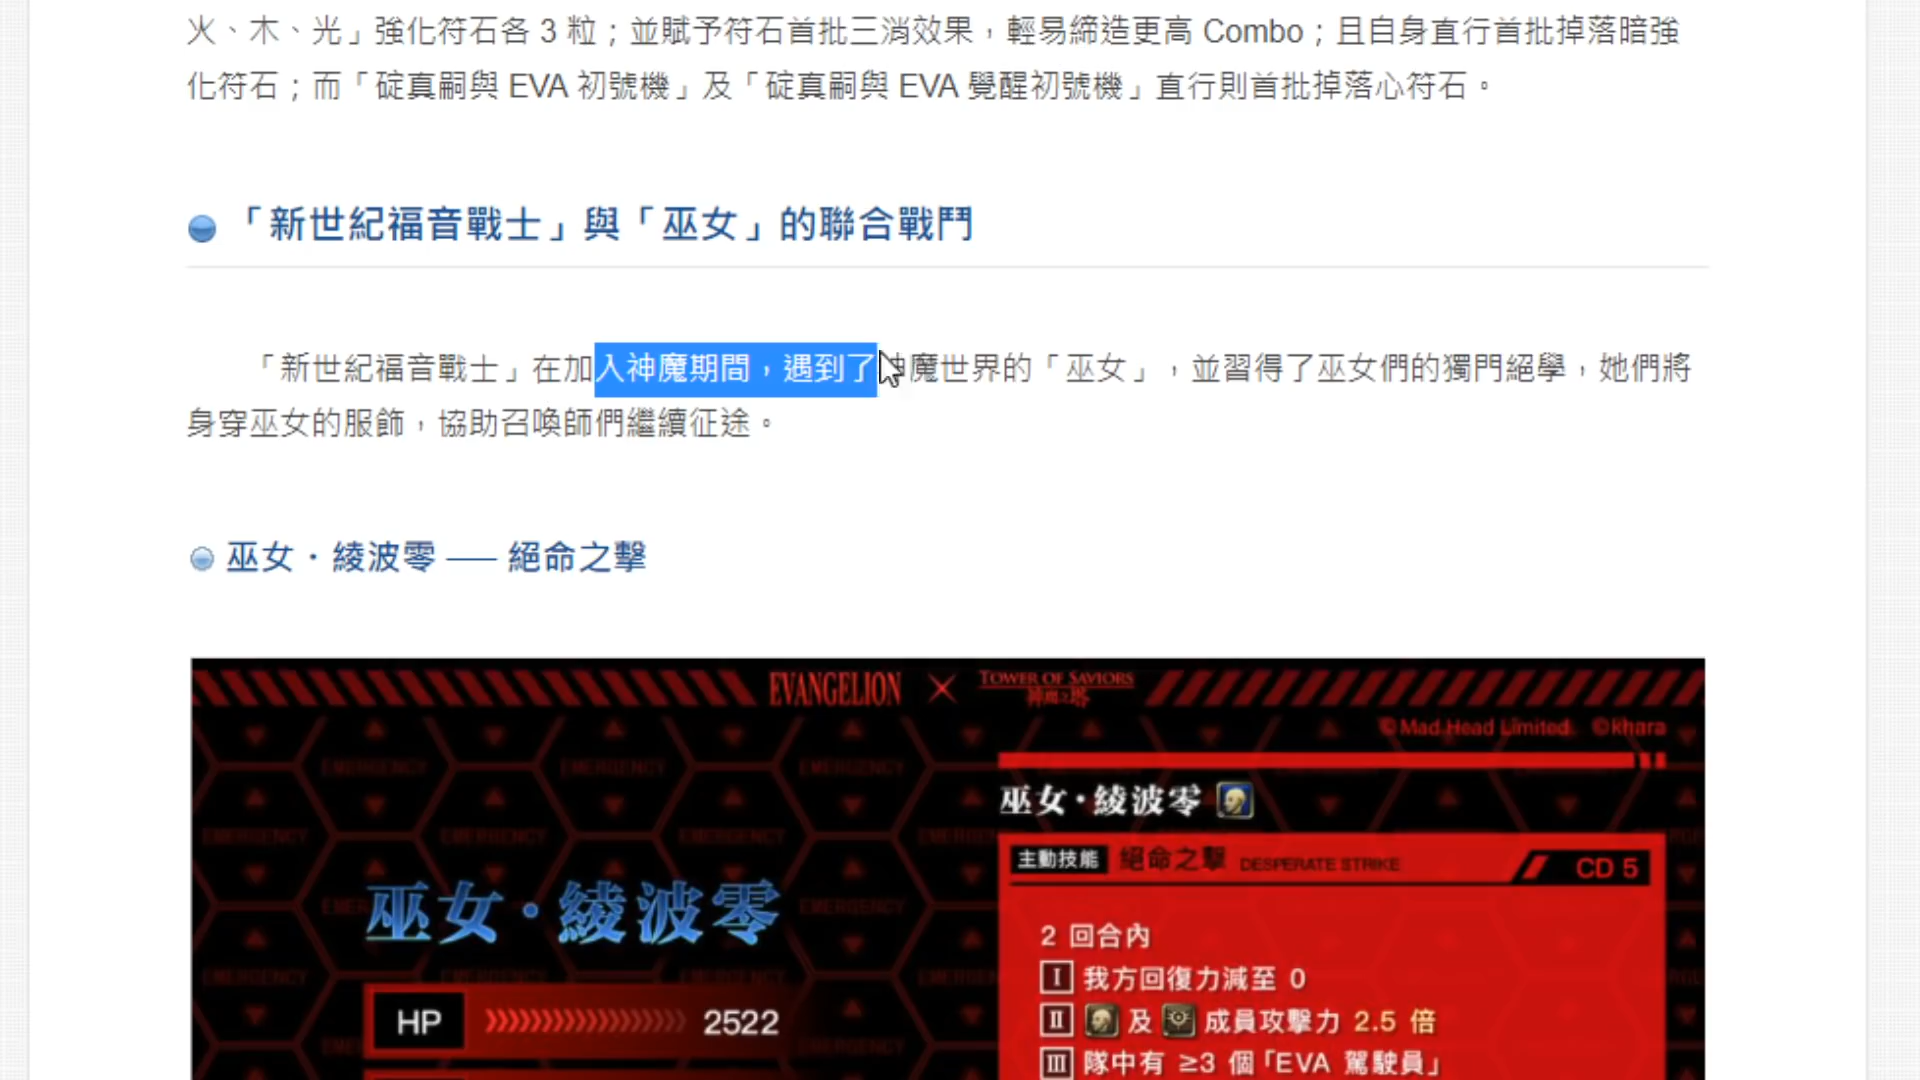 火、木、光」強化符石各 3 粒；並賦予符石首批三消效果，輕易締造更高 Combo；且自身直行首批掉落暗強
化符石；而「碇真嗣與 EVA 初號機」及「碇真嗣與 EVA 覺醒初號機」直行則首批掉落心符石。
「新世紀福音戰士」與「巫女」的聯合戰鬥
「新世紀福音戰士」在加入神魔期間，遇到了神魔世界的「巫女」，並習得了巫女們的獨門絕學，她們將
身穿巫女的服飾，協助召喚師們繼續征途。
巫女．綾波零 —— 絕命之擊
EVANGELION × TOWER OF SAVIORS
神魔之塔
©Mad Head Limited. ©khara
巫女·綾波零
主動技能 絕命之擊 DESPERATE STRIKE CD 5
巫女·綾波零
2 回合內
I 我方回復力減至 0
II 及 成員攻擊力 2.5 倍
HP 2522
III 隊中有 ≥3 個「EVA 駕駛員」